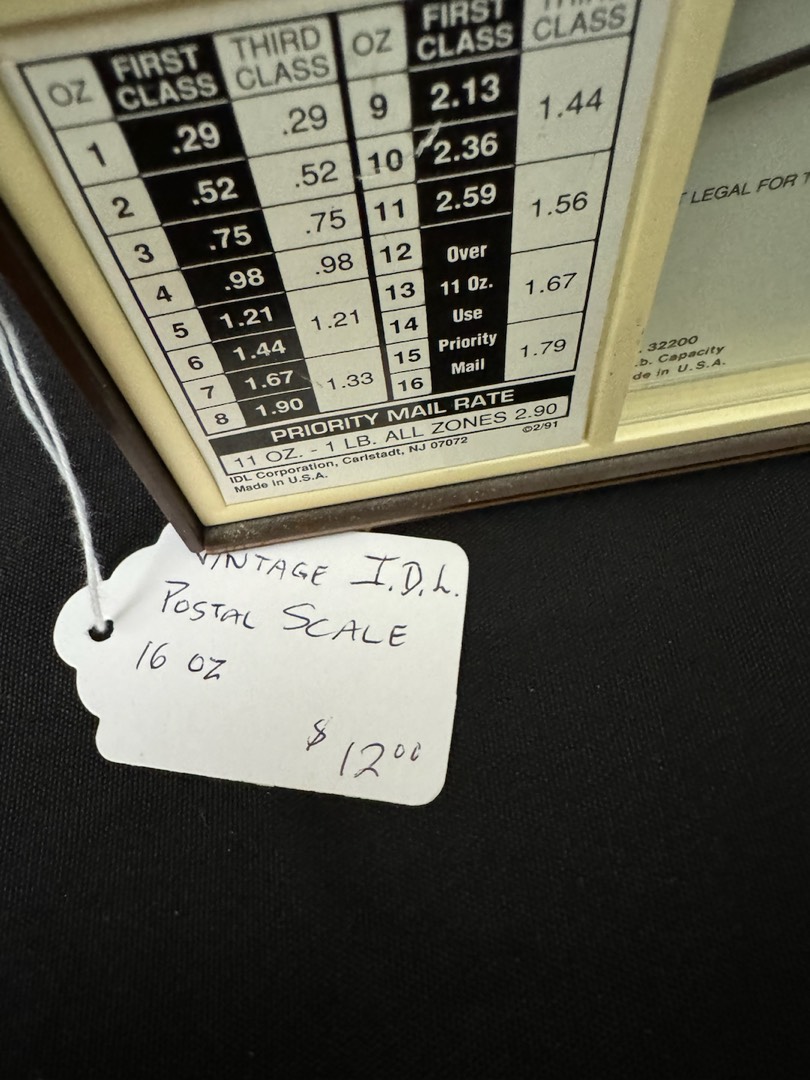 OZ FIRST CLASS THIRD CLASS OZ FIRST CLASS CLASS
1 .29 .29 9 2.13 1.44
2 .52 .52 10 2.36
3 .75 .75 11 2.59 1.56
4 .98 .98 12 Over
5 1.21 1.21 13 11 Oz. 1.67
6 1.44 14 Use
7 1.67 1.33 15 Priority 1.79
8 1.90 16 Mail
PRIORITY MAIL RATE
11 OZ. - 1 LB. ALL ZONES 2.90
IDL Corporation, Carlstadt, NJ 07072 ©2/91
Made in U.S.A.
LEGAL FOR
32200
b. Capacity
de in U.S.A.
VINTAGE I.D.L.
POSTAL SCALE
16 OZ
$12.00